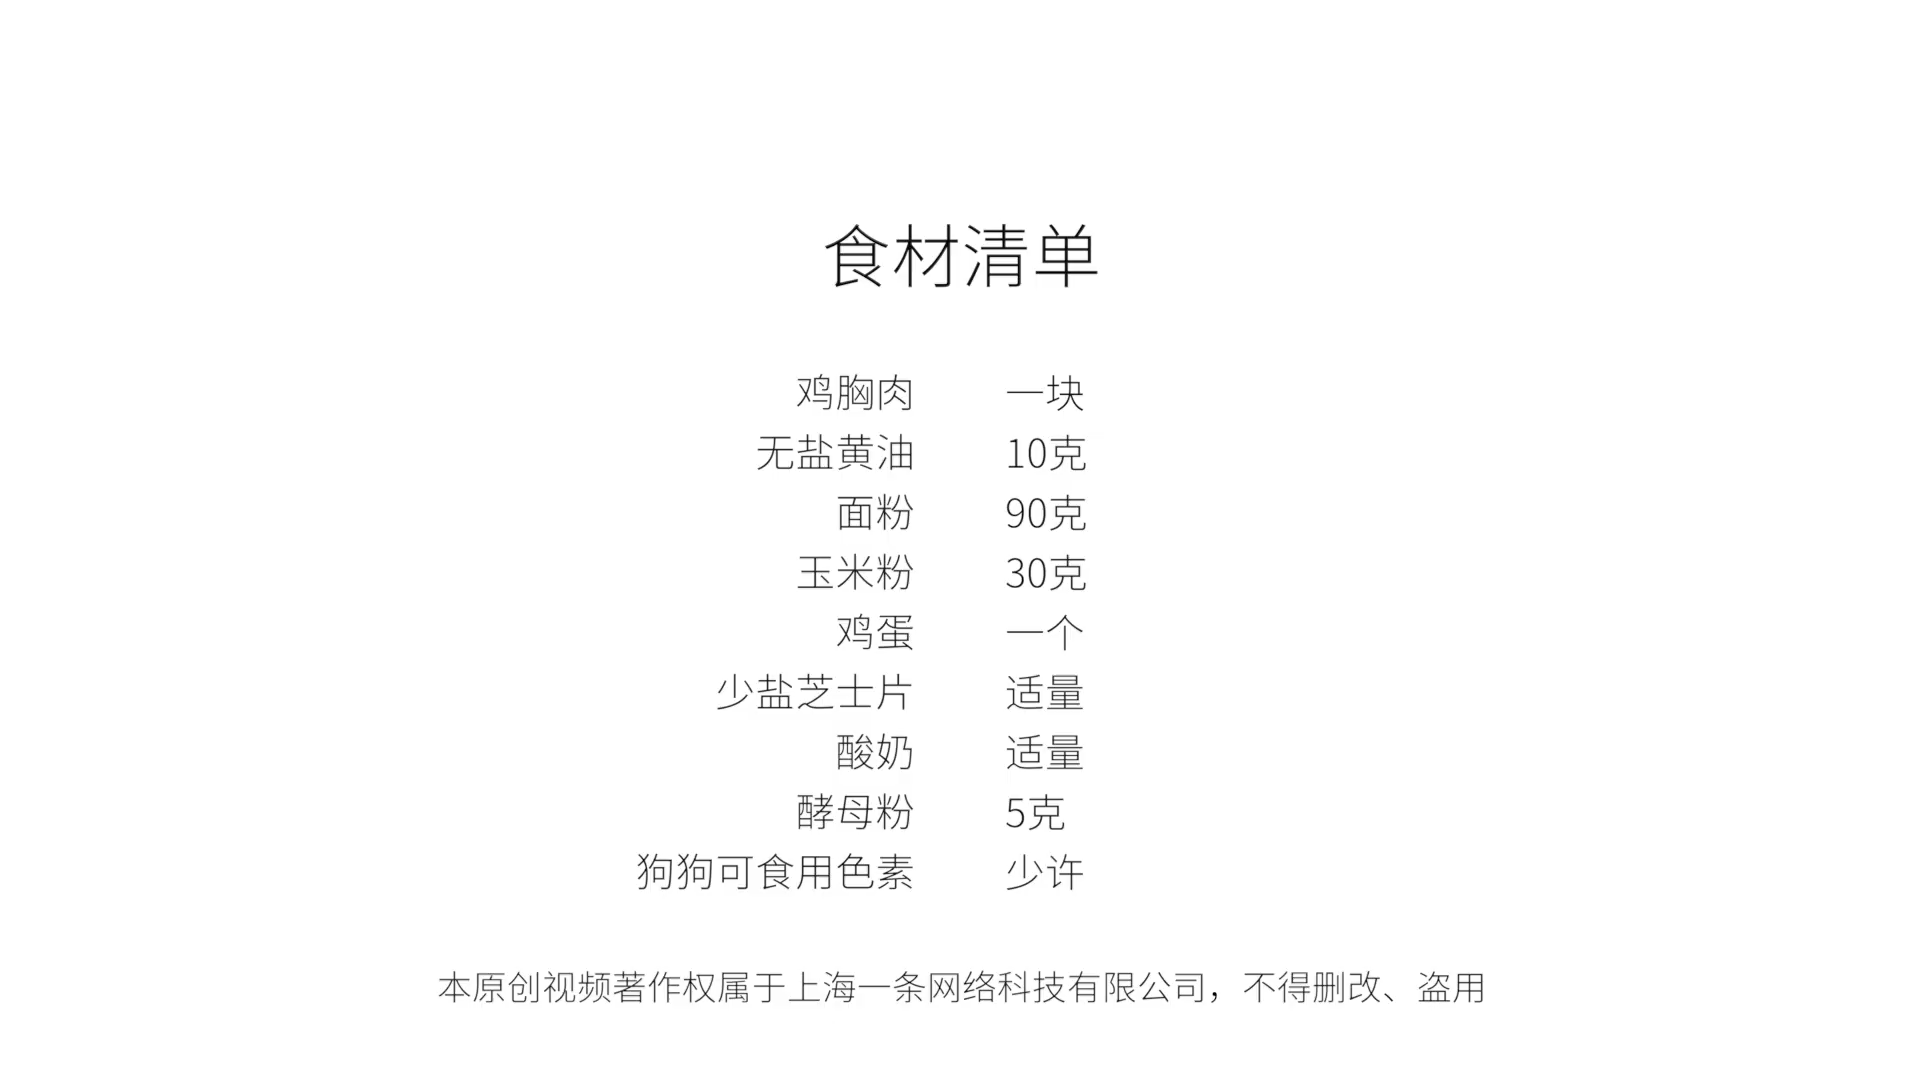 食材清单
鸡胸肉 一块
无盐黄油 10克
面粉 90克
玉米粉 30克
鸡蛋 一个
少盐芝士片 适量
酸奶 适量
酵母粉 5克
狗狗可食用色素 少许
本原创视频著作权属于上海一条网络科技有限公司，不得删改、盗用